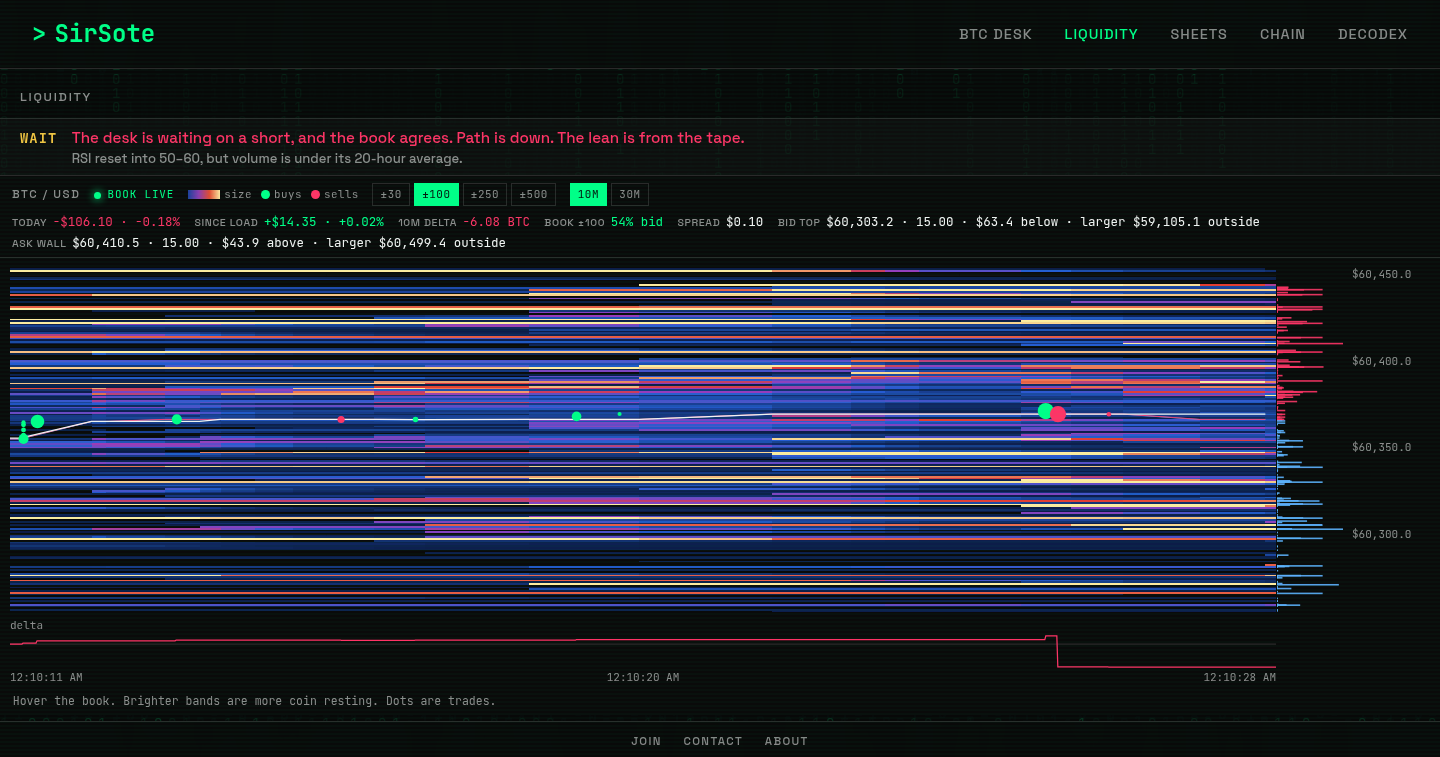 > SirSote
BTC DESK LIQUIDITY SHEETS CHAIN DECODEX
LIQUIDITY
WAIT The desk is waiting on a short, and the book agrees. Path is down. The lean is from the tape.
RSI reset into 50–60, but volume is under its 20-hour average.
BTC / USD BOOK LIVE size buys sells ±30 ±100 ±250 ±500 10M 30M
TODAY -$106.10 · -0.18% SINCE LOAD +$14.35 · +0.02% 10M DELTA -6.08 BTC BOOK ±100 54% bid SPREAD $0.10 BID TOP $60,303.2 · 15.00 · $63.4 below · larger $59,105.1 outside
ASK WALL $60,410.5 · 15.00 · $43.9 above · larger $60,499.4 outside
$60,450.0
$60,400.0
$60,350.0
$60,300.0
delta
12:10:11 AM 12:10:20 AM 12:10:28 AM
Hover the book. Brighter bands are more coin resting. Dots are trades.
JOIN CONTACT ABOUT